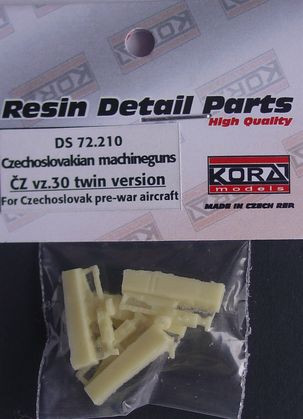 Resin Detail Parts
High Quality
DS 72.210
Czechoslovakian machineguns
ČZ vz.30 twin version
For Czechoslovak pre-war aircraft
KORA
models
MADE IN CZECH REP.